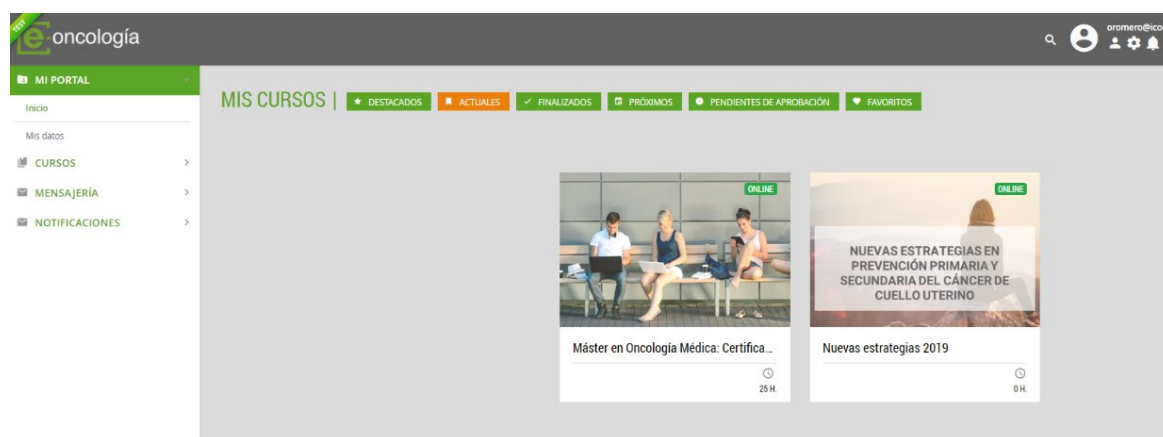 TEST
e oncología
oromero@ico
MI PORTAL
Inicio
Mis datos
CURSOS
MENSAJERÍA
NOTIFICACIONES
MIS CURSOS |
DESTACADOS
ACTUALES
FINALIZADOS
PRÓXIMOS
PENDIENTES DE APROBACIÓN
FAVORITOS
ONLINE
Máster en Oncología Médica: Certifica...
25 H.
ONLINE
NUEVAS ESTRATEGIAS EN
PREVENCIÓN PRIMARIA Y
SECUNDARIA DEL CÁNCER DE
CUELLO UTERINO
Nuevas estrategias 2019
0 H.